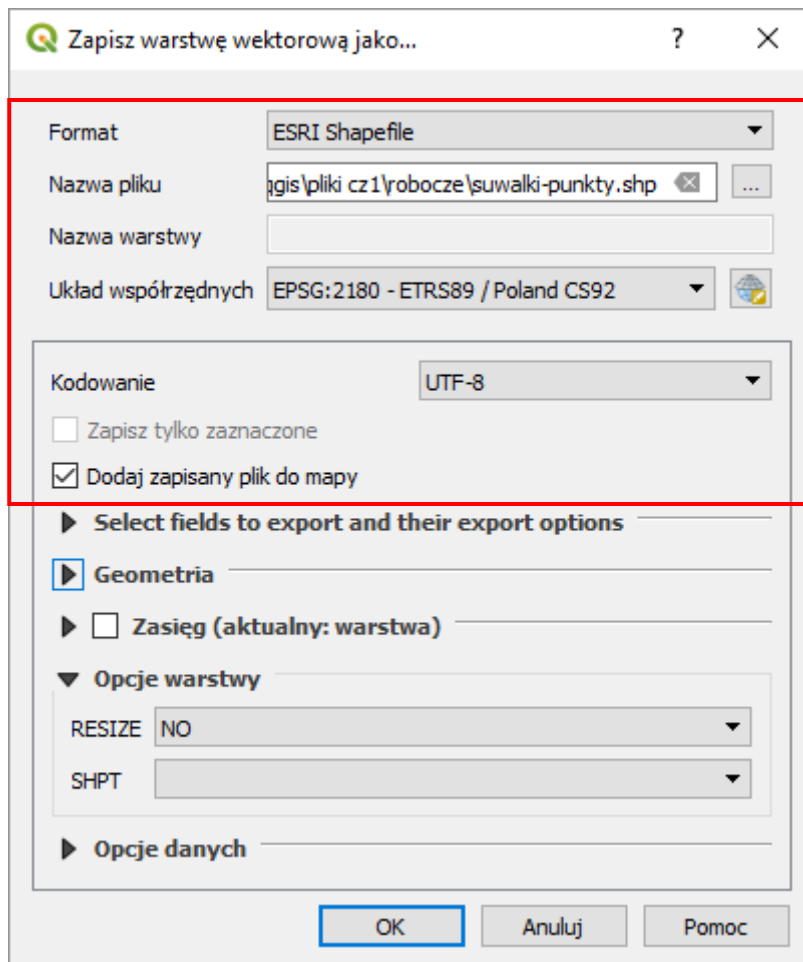 Zapisz warstwę wektorową jako... ?
Format ESRI Shapefile
Nazwa pliku qgis\pliki cz1\robocze\suwalki-punkty.shp ...
Nazwa warstwy
Układ współrzędnych EPSG:2180 - ETRS89 / Poland CS92
Kodowanie UTF-8
Zapisz tylko zaznaczone
Dodaj zapisany plik do mapy
Select fields to export and their export options
Geometria
Zasięg (aktualny: warstwa)
Opcje warstwy
RESIZE NO
SHPT
Opcje danych
OK Anuluj Pomoc